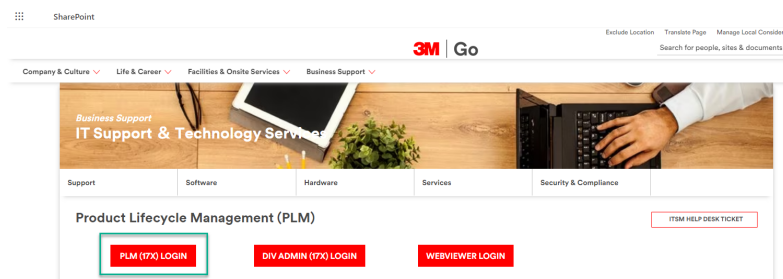 SharePoint
Exclude Location Translate Page Manage Local Consider
3M Go
Search for people, sites & documents
Company & Culture Life & Career Facilities & Onsite Services Business Support
Business Support
IT Support & Technology Services
Support Software Hardware Services Security & Compliance
Product Lifecycle Management (PLM)
ITSM HELP DESK TICKET
PLM (17X) LOGIN DIV ADMIN (17X) LOGIN WEBVIEWER LOGIN